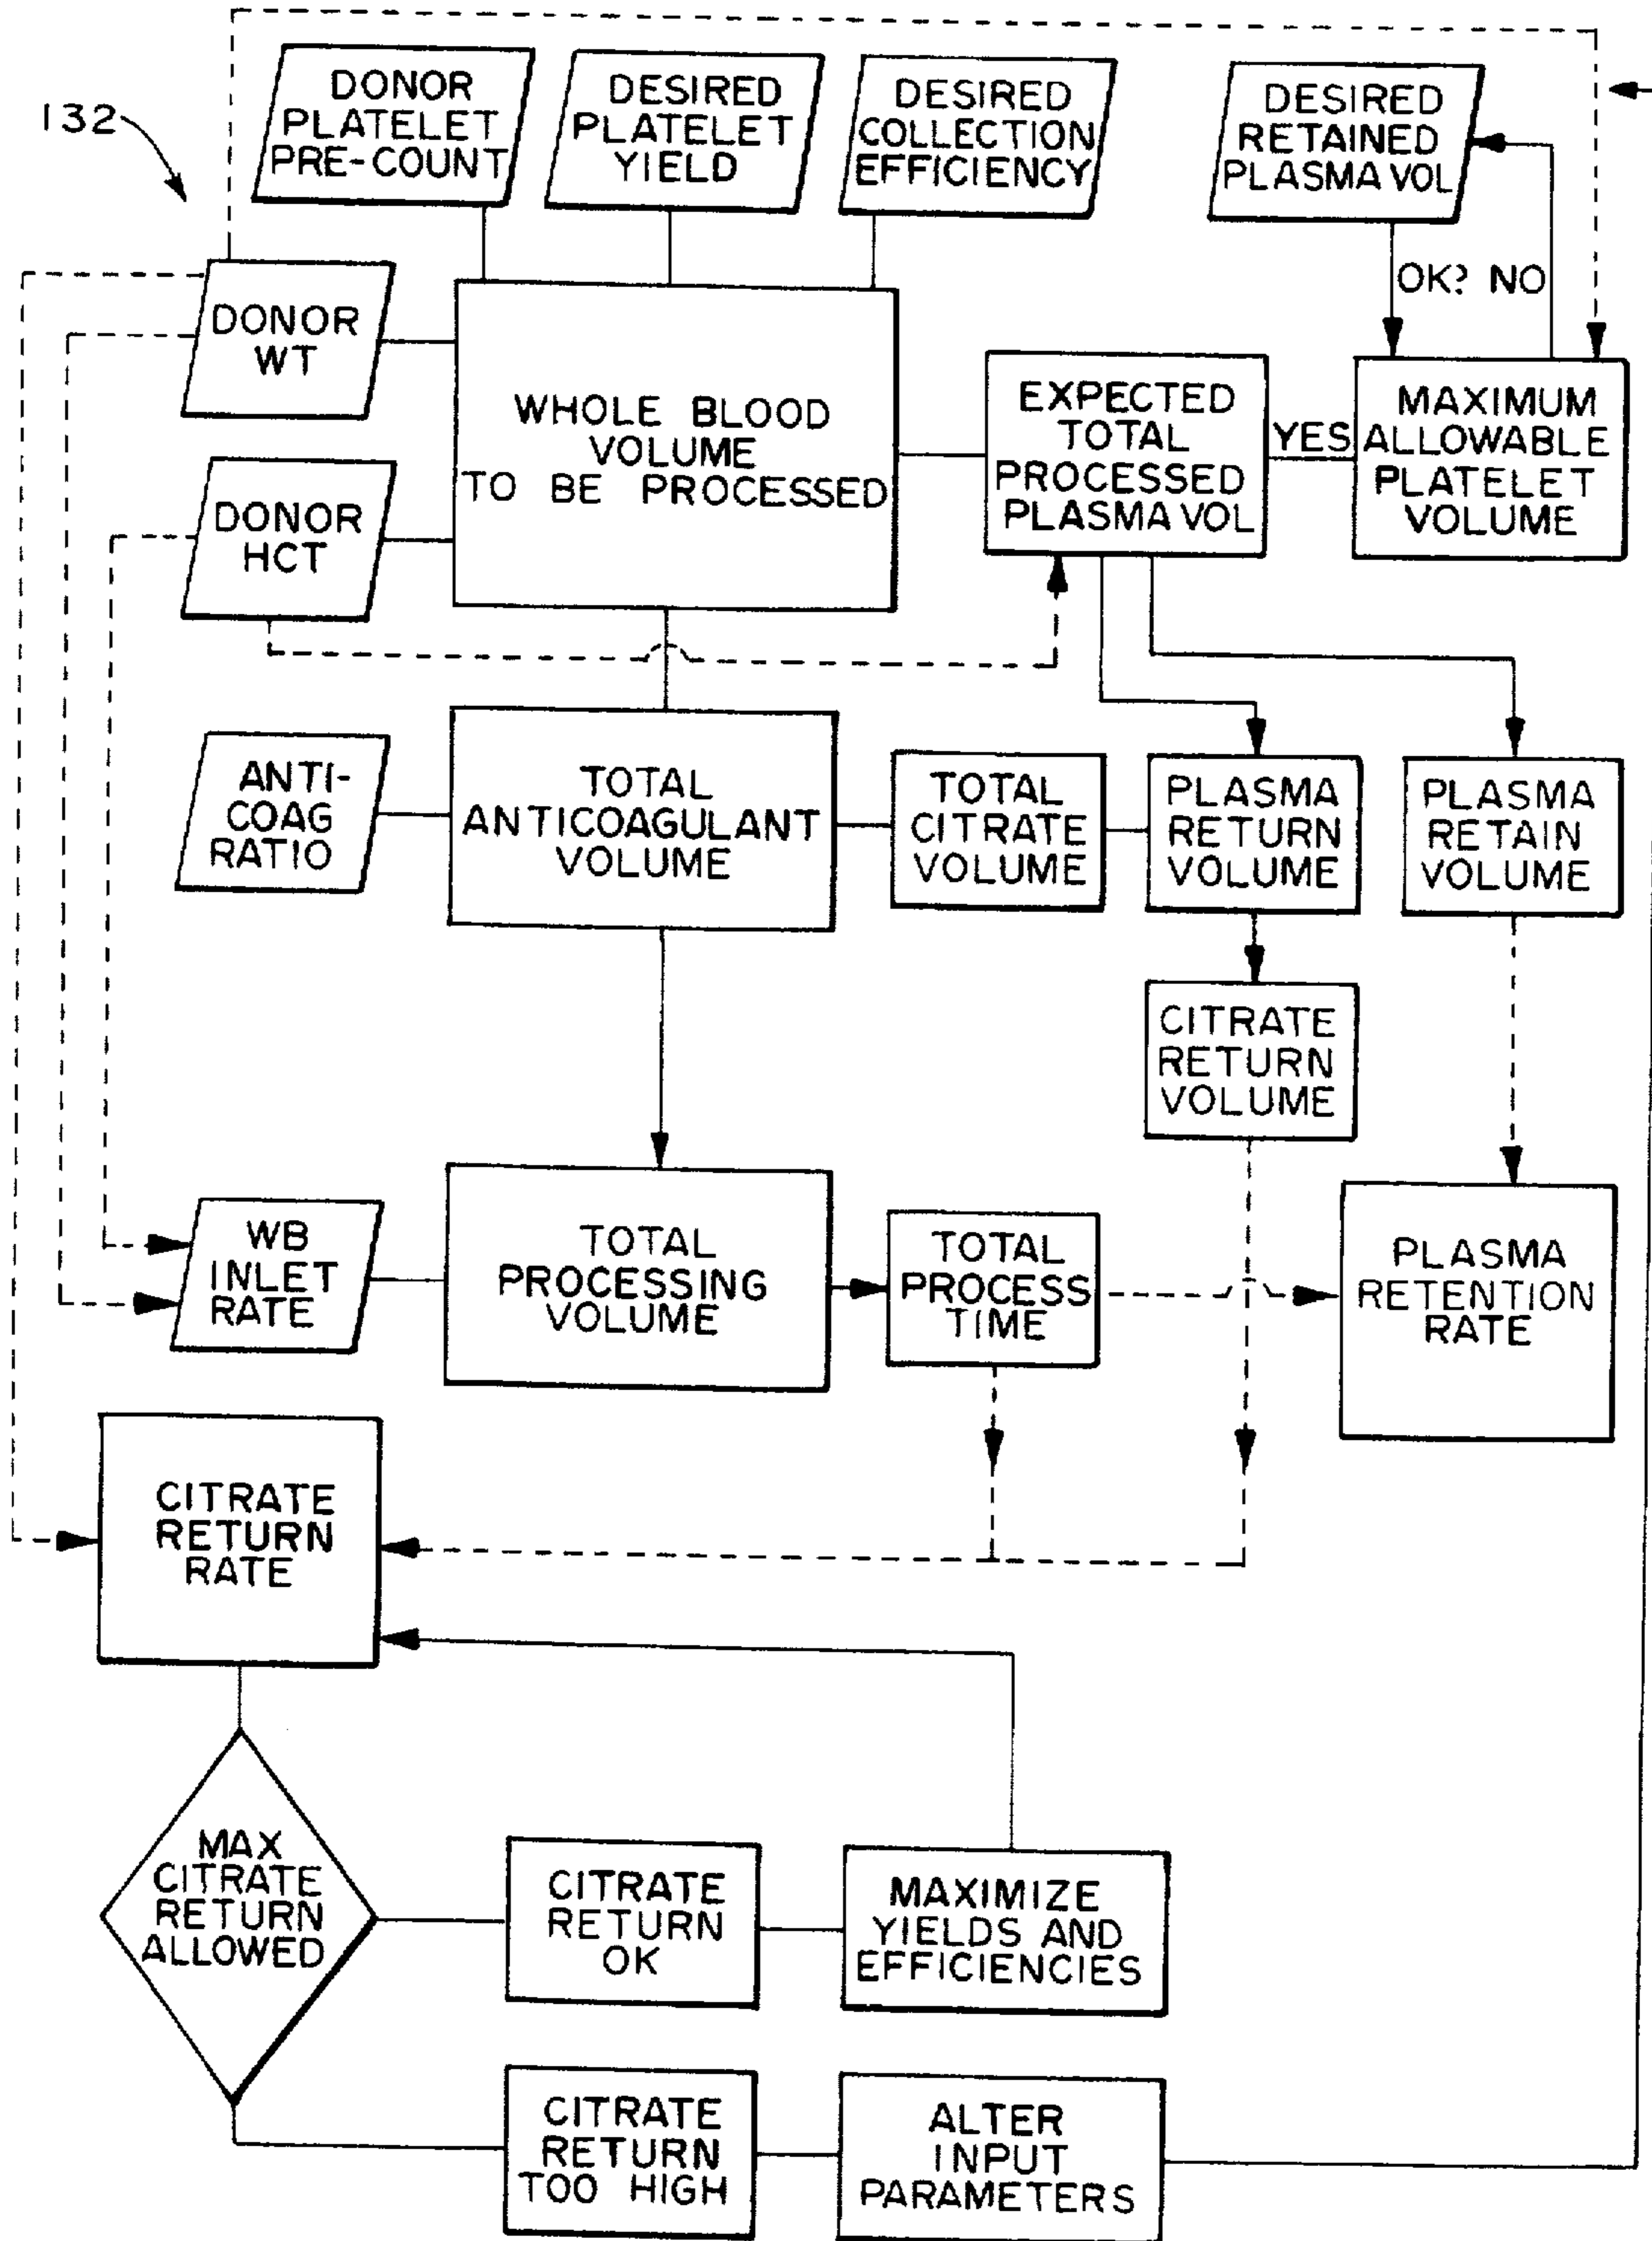 132
DONOR
PLATELET
PRE-COUNT
DESIRED
PLATELET
YIELD
DESIRED
COLLECTION
EFFICIENCY
DESIRED
RETAINED
PLASMA VOL
OK? NO
DONOR
WT
WHOLE BLOOD
VOLUME
TO BE PROCESSED
EXPECTED
TOTAL
PROCESSED
PLASMA VOL
YES
MAXIMUM
ALLOWABLE
PLATELET
VOLUME
DONOR
HCT
ANTI-
COAG
RATIO
TOTAL
ANTICOAGULANT
VOLUME
TOTAL
CITRATE
VOLUME
PLASMA
RETURN
VOLUME
PLASMA
RETAIN
VOLUME
CITRATE
RETURN
VOLUME
WB
INLET
RATE
TOTAL
PROCESSING
VOLUME
TOTAL
PROCESS
TIME
PLASMA
RETENTION
RATE
CITRATE
RETURN
RATE
MAX
CITRATE
RETURN
ALLOWED
CITRATE
RETURN
OK
MAXIMIZE
YIELDS AND
EFFICIENCIES
CITRATE
RETURN
TOO HIGH
ALTER
INPUT
PARAMETERS